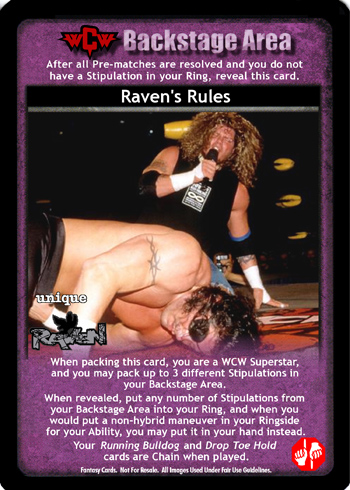 WCW Backstage Area
After all Pre-matches are resolved and you do
not have a Stipulation in your Ring, reveal this card.
Raven's Rules
unique
RAVEN
When packing this card, you are a WCW Superstar,
and you may pack up to 3 different Stipulations in
your Backstage Area.
When revealed, put any number of Stipulations from
your Backstage Area into your Ring, and when you
would put a non-hybrid maneuver in your Ringside
for your Ability, you may put it in your hand instead.
Your Running Bulldog and Drop Toe Hold
cards are Chain when played.
Fantasy Cards. Not For Resale. All Images Used Under Fair Use Guidelines.